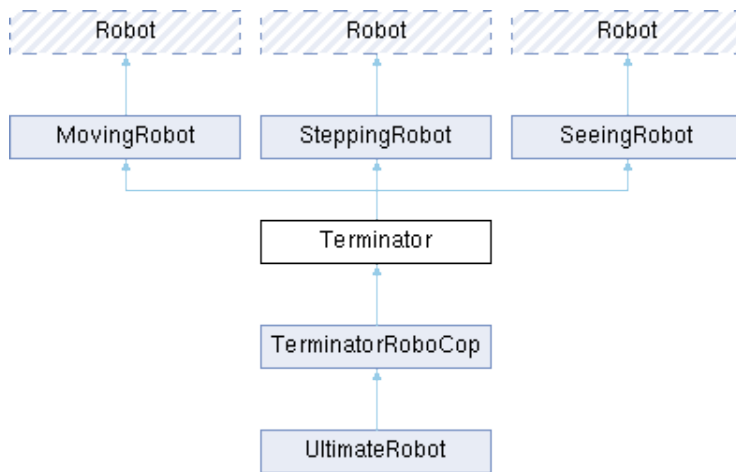 Robot
Robot
Robot
MovingRobot
SteppingRobot
SeeingRobot
Terminator
TerminatorRoboCop
UltimateRobot